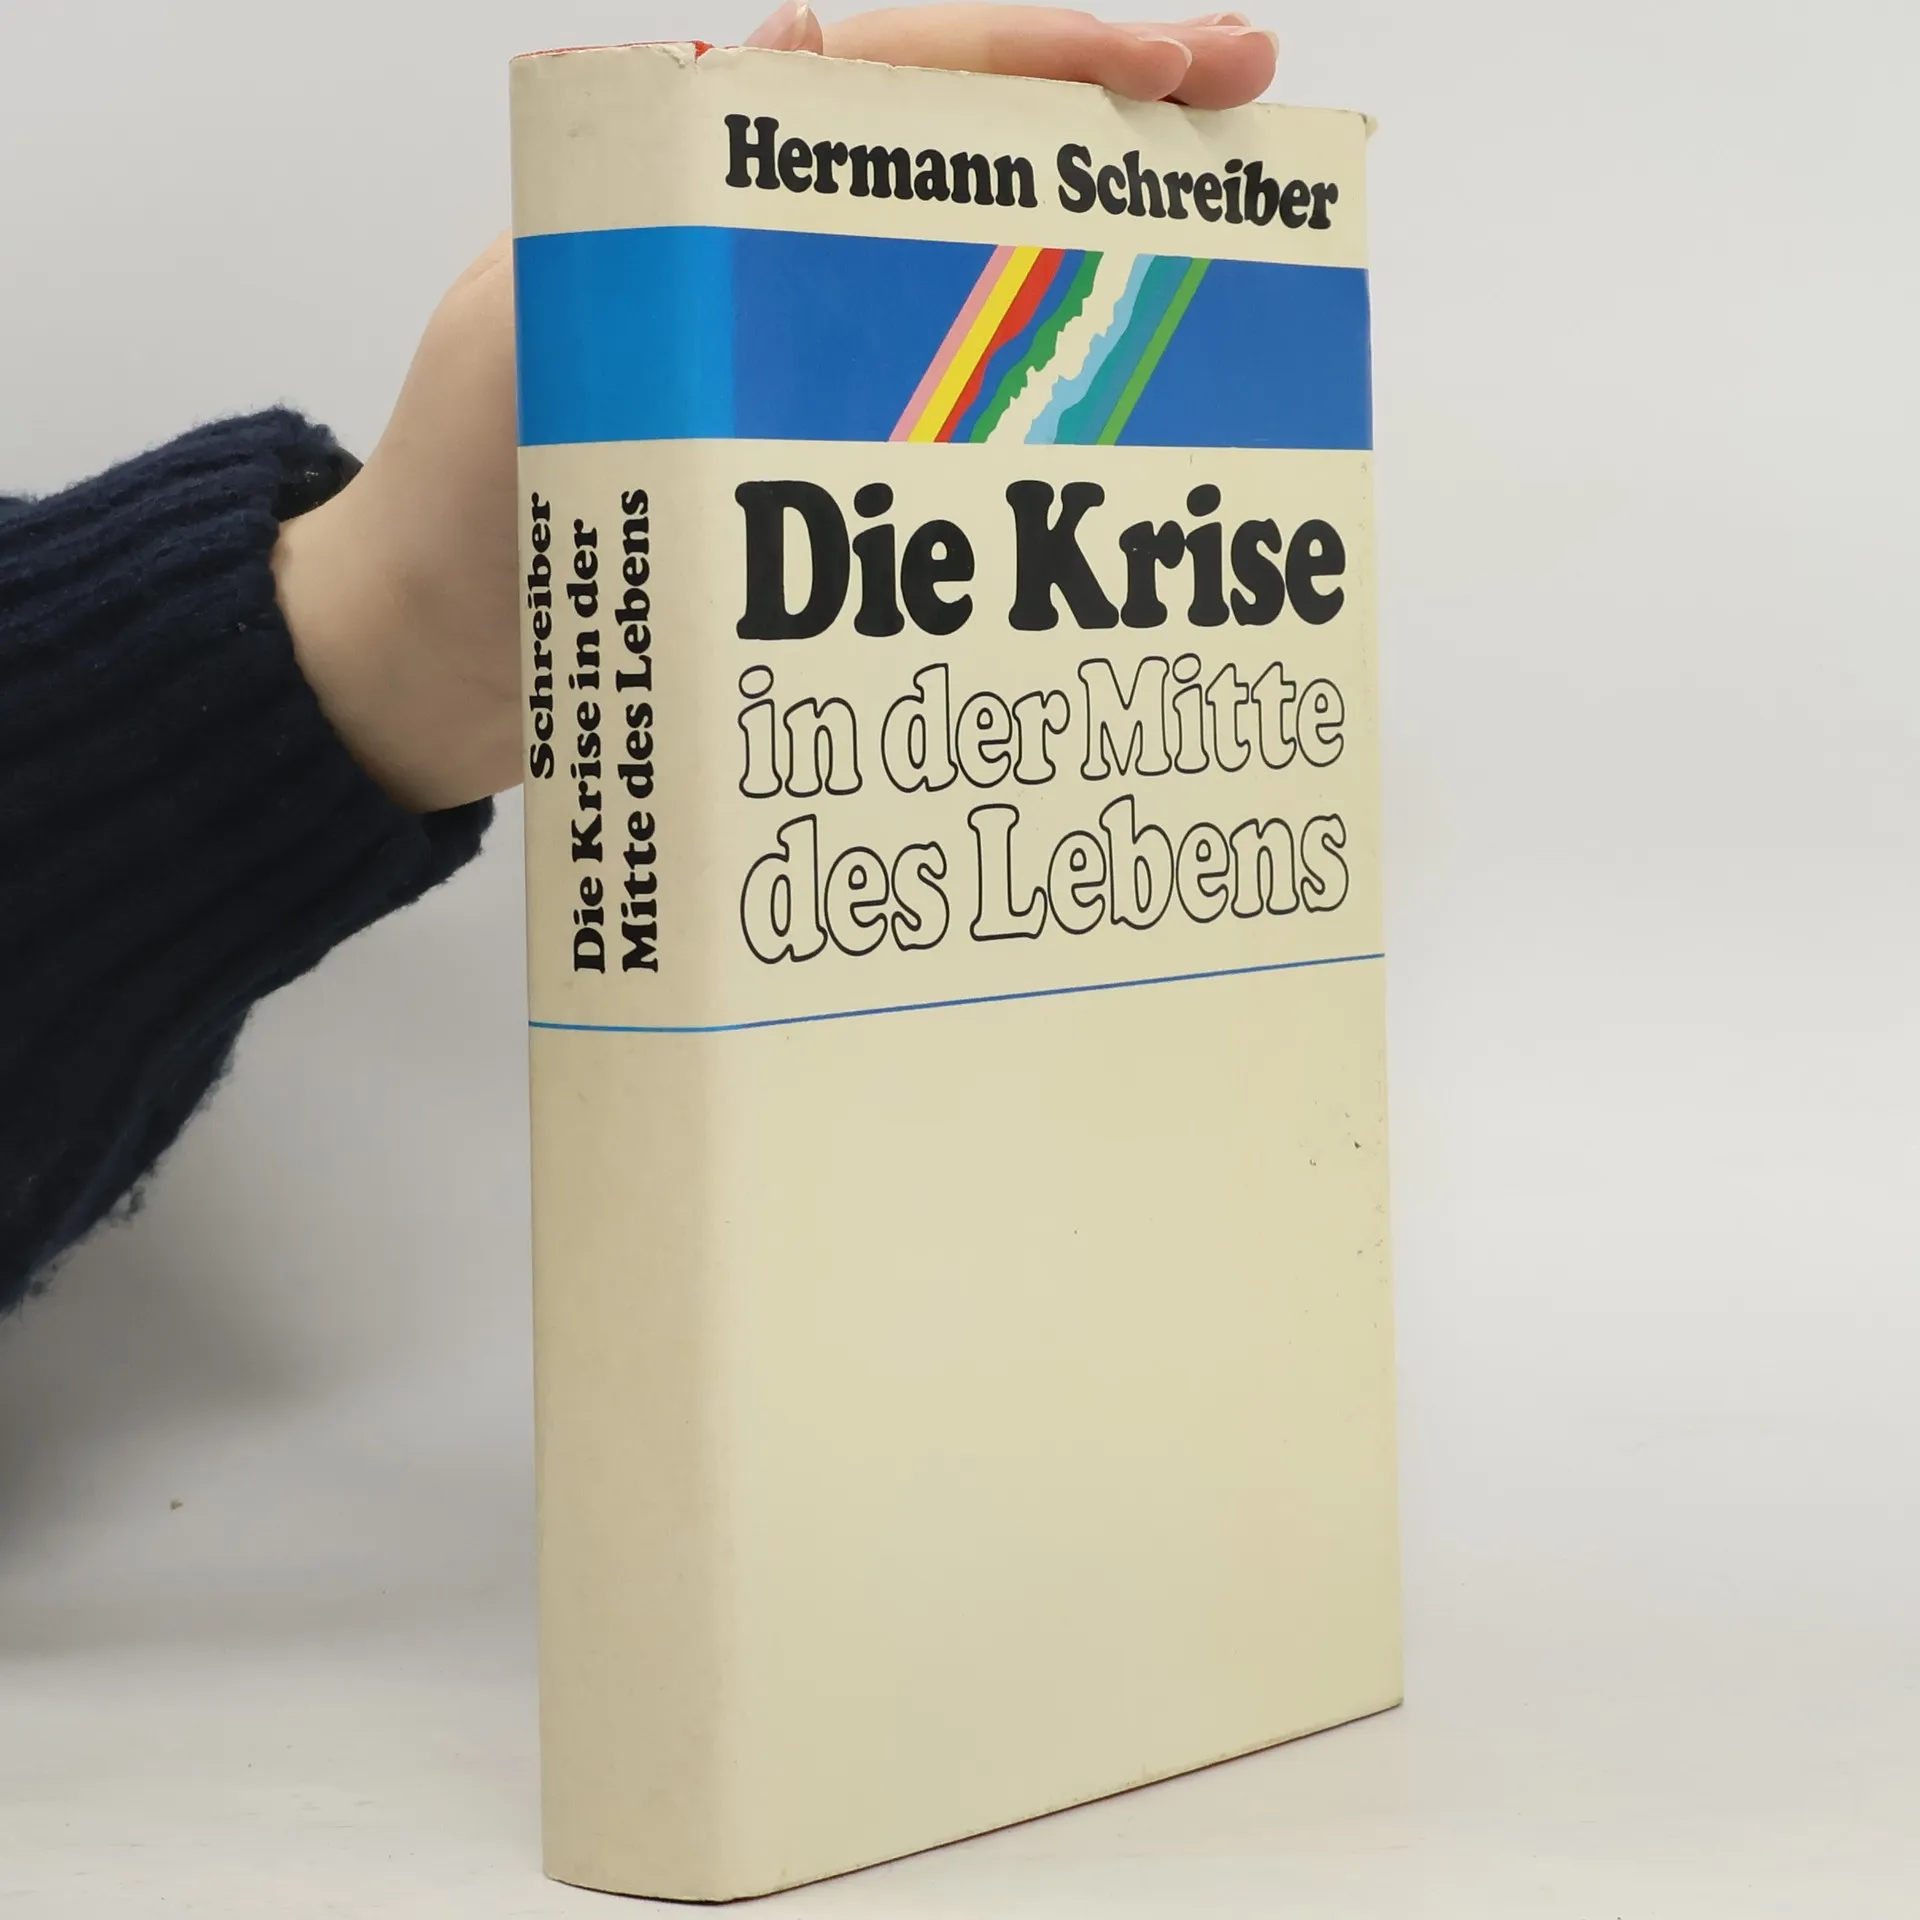 Hermann Schreiber
Die Krise
in der Mitte
des Lebens
Schreiber
Die Krise in der
Mitte des Lebens